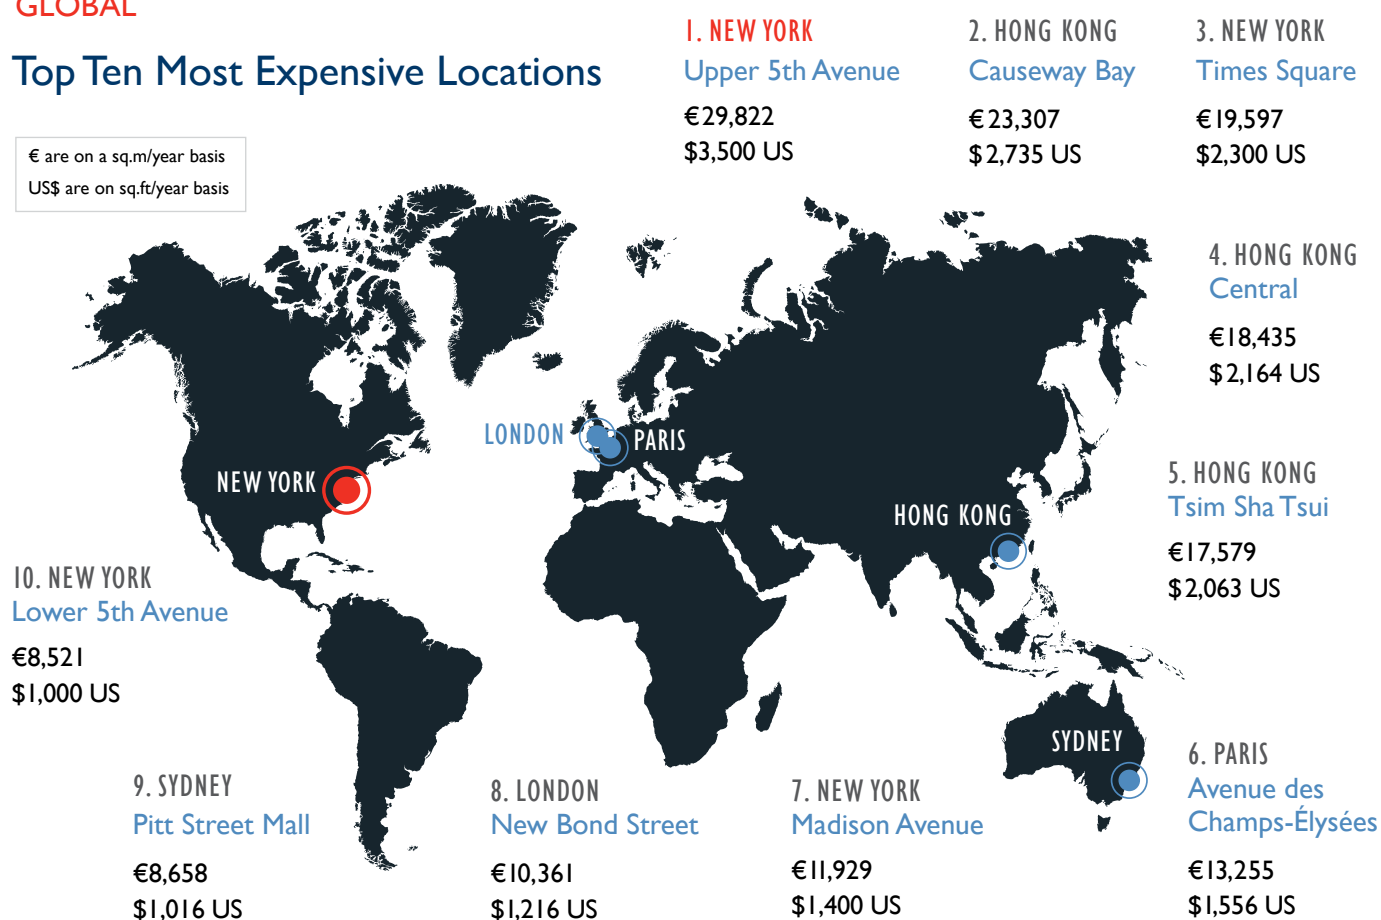 GLOBAL
Top Ten Most Expensive Locations
€ are on a sq.m/year basis
US$ are on sq.ft/year basis
1. NEW YORK
Upper 5th Avenue
€29,822
$3,500 US
2. HONG KONG
Causeway Bay
€23,307
$2,735 US
3. NEW YORK
Times Square
€19,597
$2,300 US
4. HONG KONG
Central
€18,435
$2,164 US
5. HONG KONG
Tsim Sha Tsui
€17,579
$2,063 US
6. PARIS
Avenue des
Champs-Élysées
€13,255
$1,556 US
7. NEW YORK
Madison Avenue
€11,929
$1,400 US
8. LONDON
New Bond Street
€10,361
$1,216 US
9. SYDNEY
Pitt Street Mall
€8,658
$1,016 US
10. NEW YORK
Lower 5th Avenue
€8,521
$1,000 US
LONDON
PARIS
NEW YORK
HONG KONG
SYDNEY